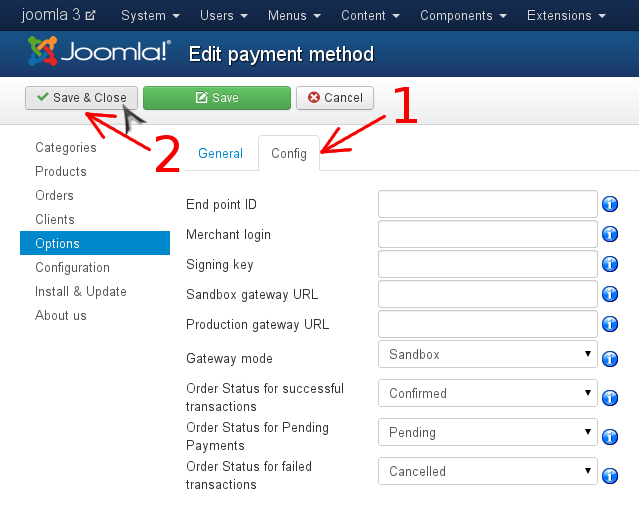 joomla 3 System Users Menus Content Components Extensions
Joomla! Edit payment method
Save & Close Save Cancel
1
2
Categories
Products
Orders
Clients
Options
Configuration
Install & Update
About us
General Config
End point ID
Merchant login
Signing key
Sandbox gateway URL
Production gateway URL
Gateway mode Sandbox
Order Status for successful
transactions Confirmed
Order Status for Pending
Payments Pending
Order Status for failed
transactions Cancelled